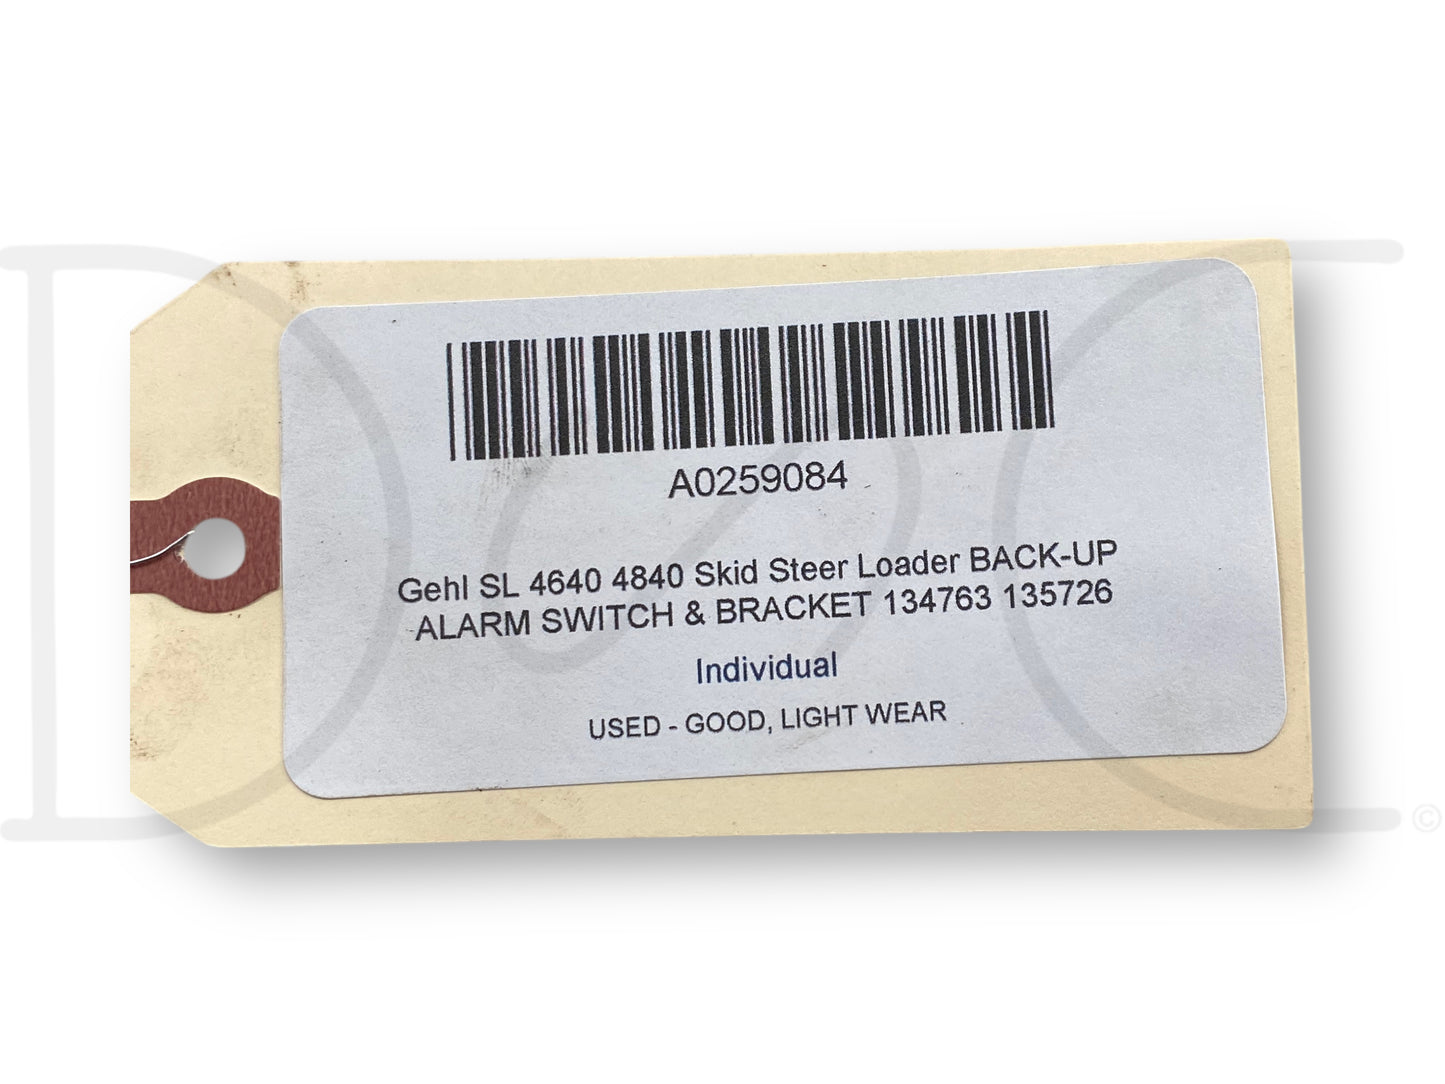 A0259084
Gehl SL 4640 4840 Skid Steer Loader BACK-UP
ALARM SWITCH & BRACKET 134763 135726
Individual
USED - GOOD, LIGHT WEAR
©